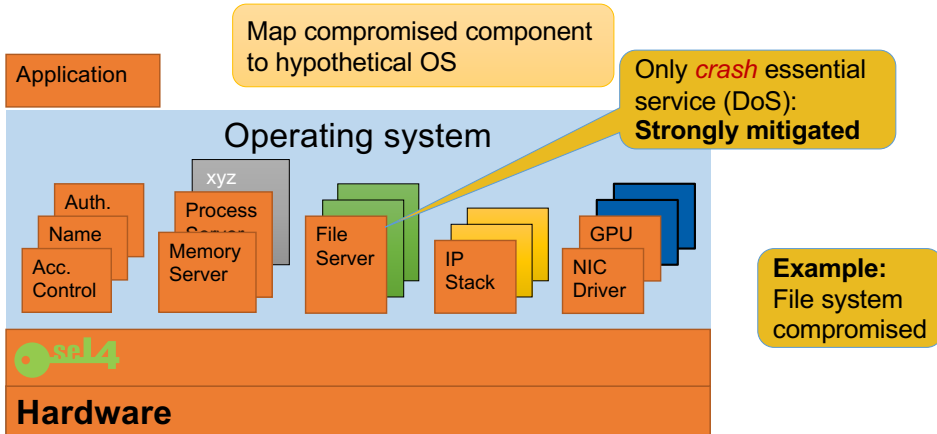 Map compromised component
to hypothetical OS
Application
Only crash essential
service (DoS):
Strongly mitigated
Operating system
xyz
Auth.
Name
Acc.
Control
Process
Server
Memory
Server
File
Server
IP
Stack
GPU
NIC
Driver
Example:
File system
compromised
seL4
Hardware